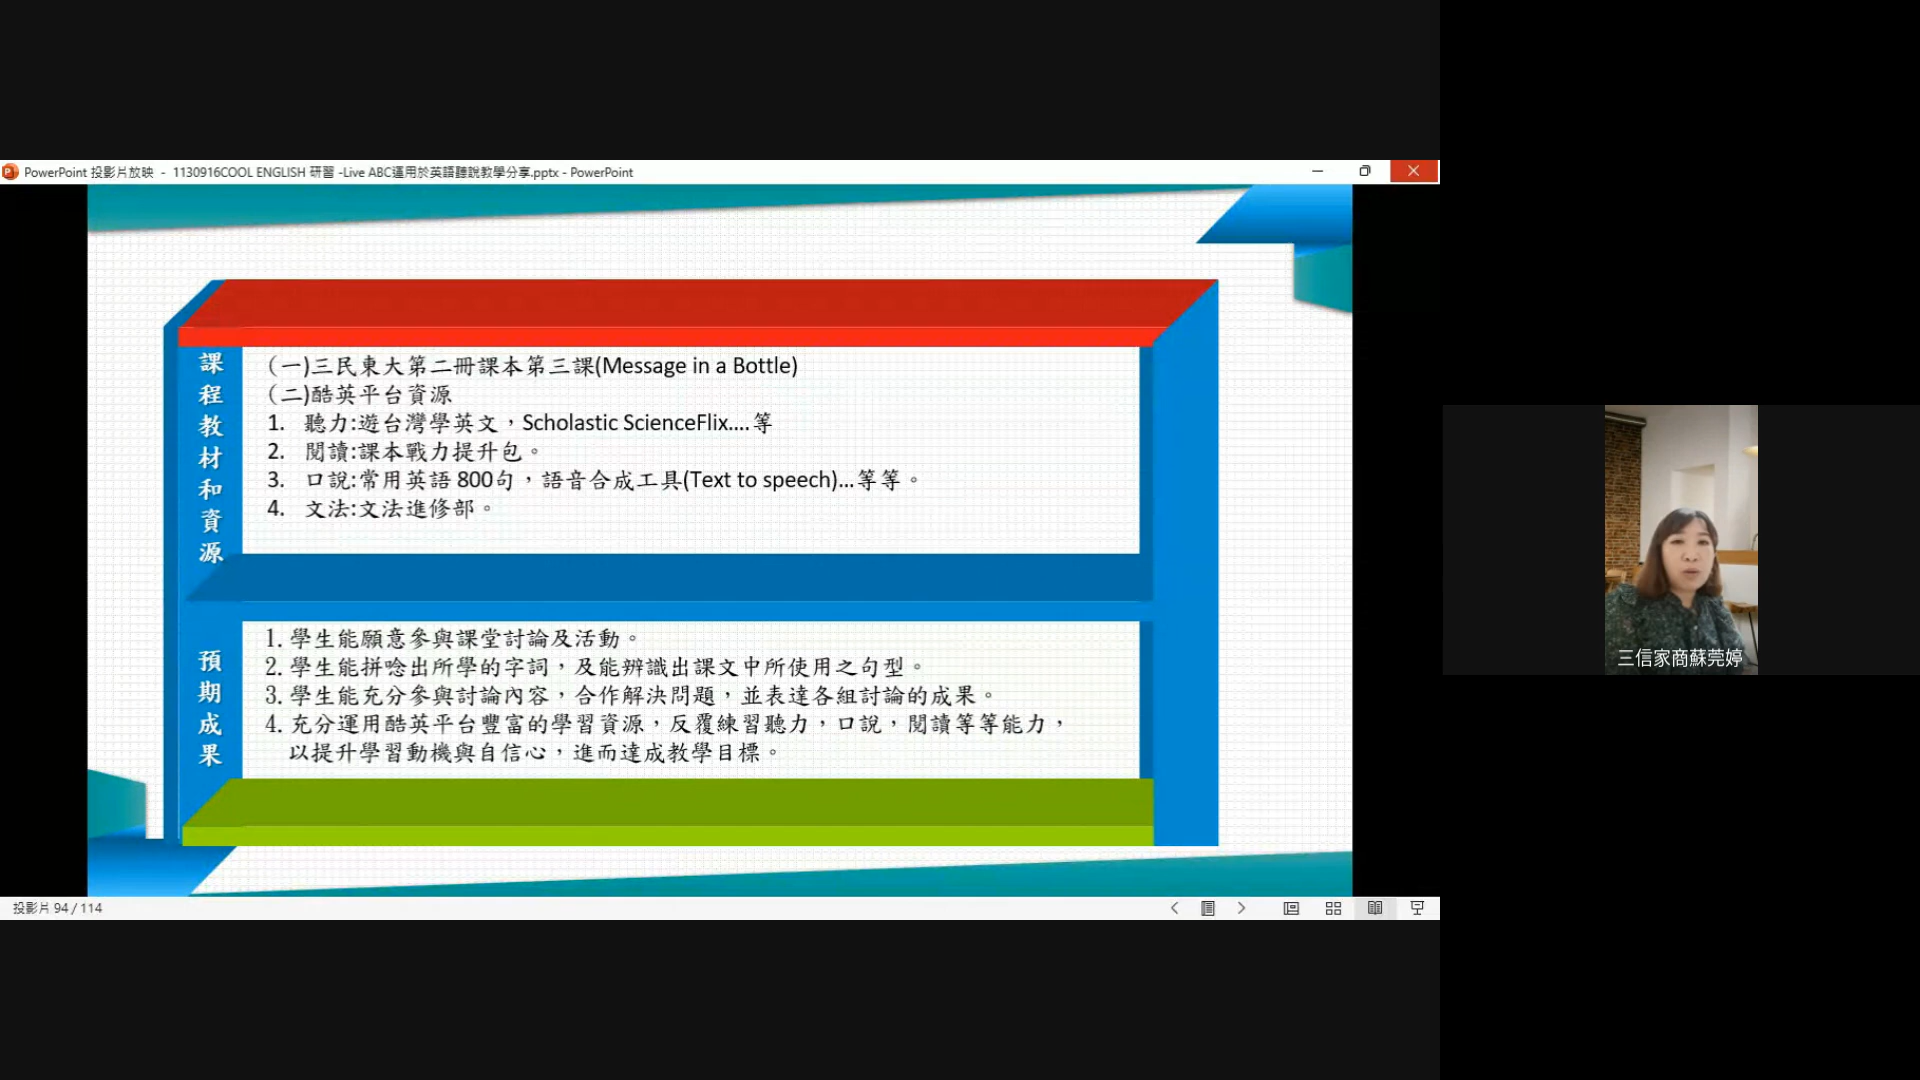 PowerPoint 投影片放映 - 1130916COOL ENGLISH 研習 -Live ABC運用於英語聽說教學分享.pptx - PowerPoint
課程教材和資源
(一)三民東大第二冊課本第三課(Message in a Bottle)
(二)酷英平台資源
1. 聽力:遊台灣學英文，Scholastic ScienceFlix....等
2. 閱讀:課本戰力提升包。
3. 口說:常用英語 800句，語音合成工具(Text to speech)...等等。
4. 文法:文法進修部。
預期成果
1. 學生能願意參與課堂討論及活動。
2. 學生能拼唸出所學的字詞，及能辨識出課文中所使用之句型。
3. 學生能充分參與討論內容，合作解決問題，並表達各組討論的成果。
4. 充分運用酷英平台豐富的學習資源，反覆練習聽力，口說，閱讀等等能力，
以提升學習動機與自信心，進而達成教學目標。
三信家商蘇莞婷
投影片 94 / 114